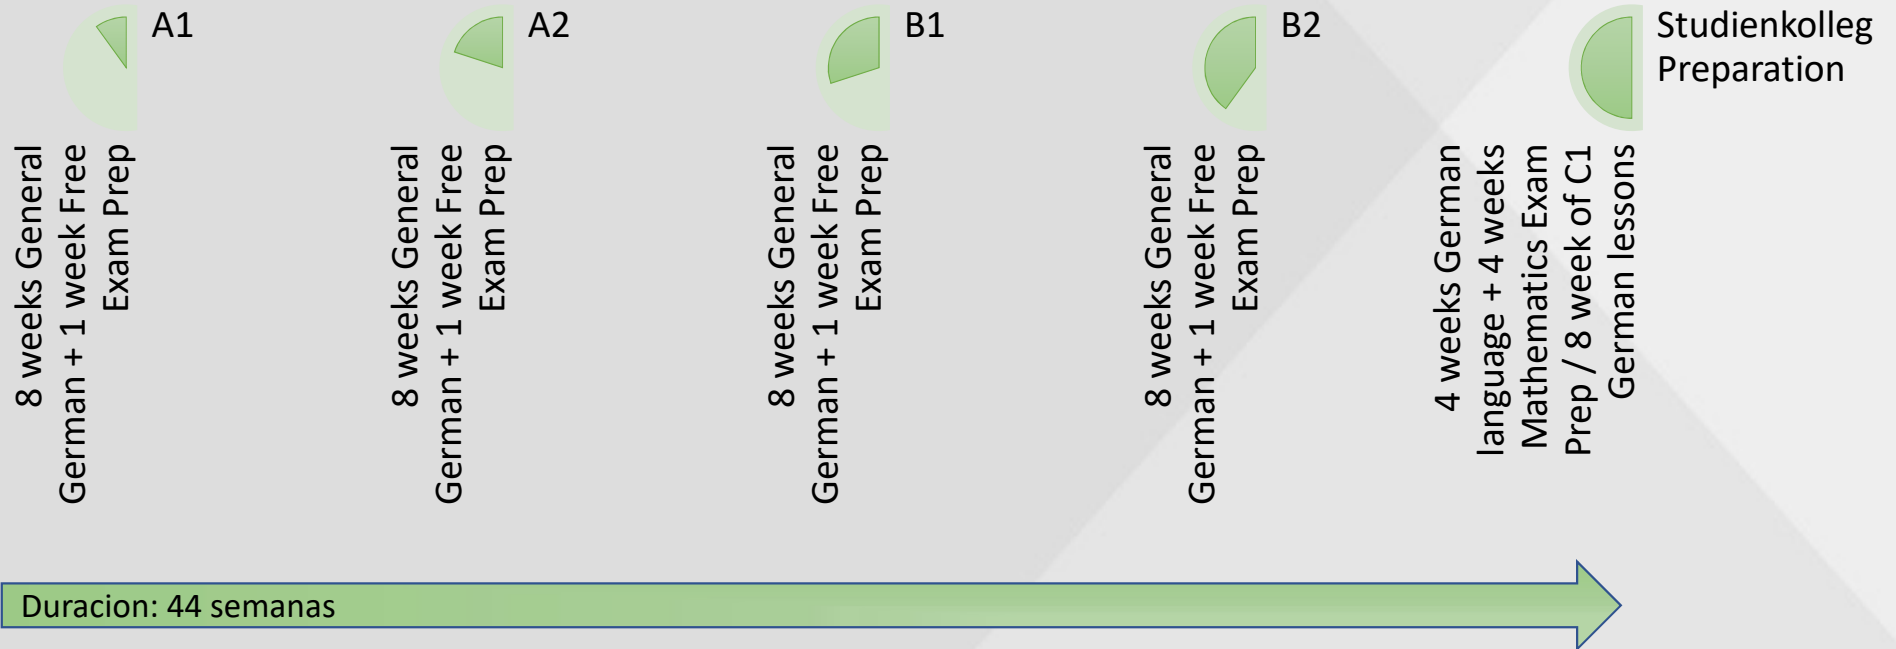 A1
8 weeks General
German + 1 week Free
Exam Prep
A2
8 weeks General
German + 1 week Free
Exam Prep
B1
8 weeks General
German + 1 week Free
Exam Prep
B2
8 weeks General
German + 1 week Free
Exam Prep
Studienkolleg
Preparation
4 weeks German
language + 4 weeks
Mathematics Exam
Prep / 8 week of C1
German lessons
Duracion: 44 semanas